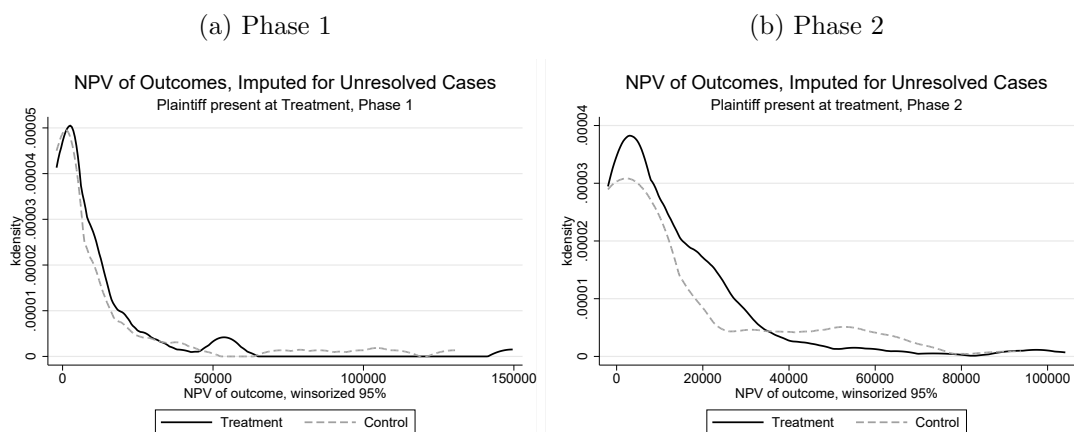 (a) Phase 1
NPV of Outcomes, Imputed for Unresolved Cases
Plaintiff present at Treatment, Phase 1
kdensity
0 .00001 .00002 .00003 .00004 .00005
0 50000 100000 150000
NPV of outcome, winsorized 95%
Treatment Control
(b) Phase 2
NPV of Outcomes, Imputed for Unresolved Cases
Plaintiff present at treatment, Phase 2
kdensity
0 .00001 .00002 .00003 .00004
0 20000 40000 60000 80000 100000
NPV of outcome, winsorized 95%
Treatment Control